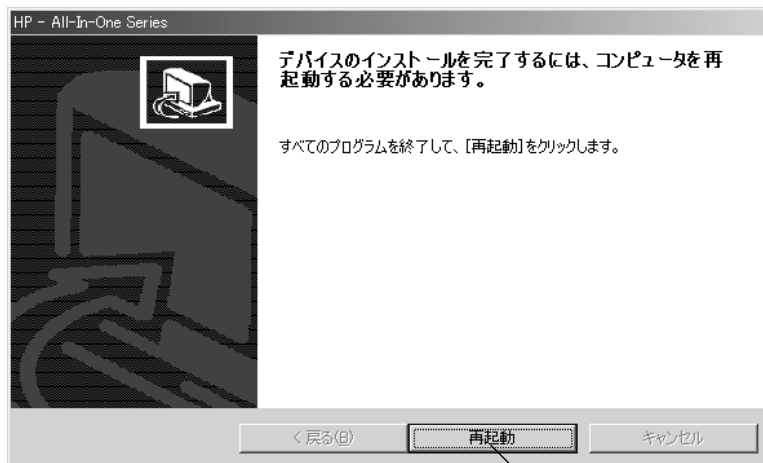 HP - All-In-One Series
デバイスのインストールを完了するには、コンピュータを再
起動する必要があります。
すべてのプログラムを終了して、[再起動]をクリックします。
< 戻る(B)
再起動
キャンセル